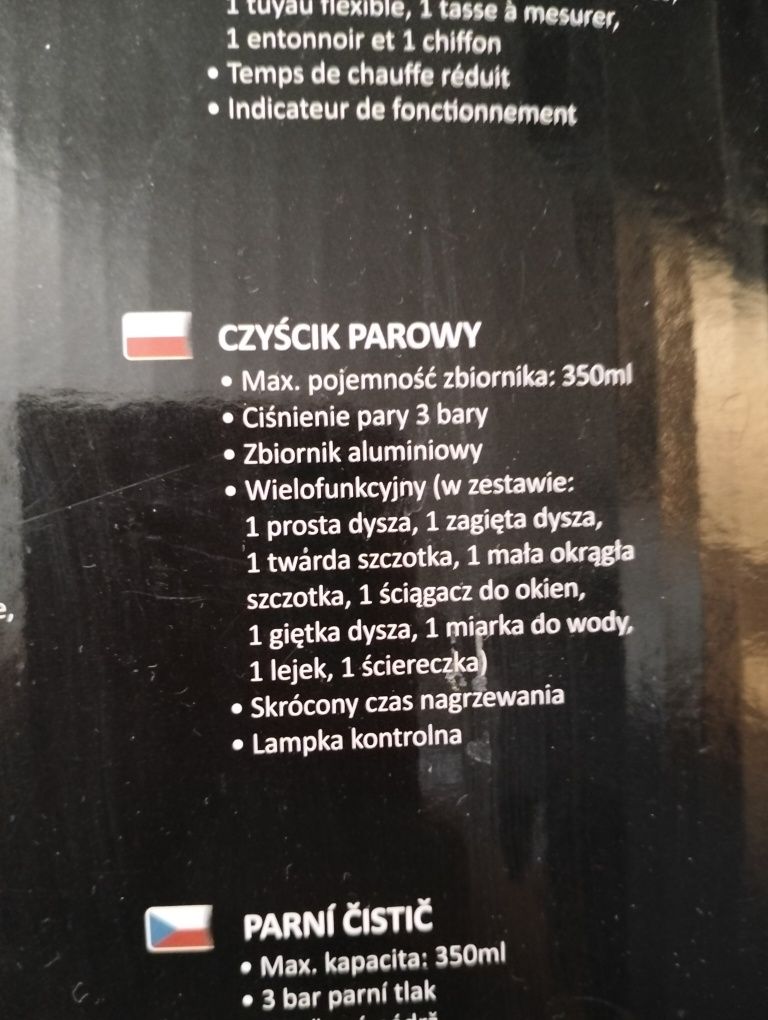 1 tuyau flexible, 1 tasse à mesurer,
1 entonnoir et 1 chiffon
• Temps de chauffe réduit
• Indicateur de fonctionnement
CZYŚCIK PAROWY
• Max. pojemność zbiornika: 350ml
• Ciśnienie pary 3 bary
• Zbiornik aluminiowy
• Wielofunkcyjny (w zestawie:
1 prosta dysza, 1 zagięta dysza,
1 twarda szczotka, 1 mała okrągła
szczotka, 1 ściągacz do okien,
1 giętka dysza, 1 miarka do wody,
1 lejek, 1 ściereczka)
• Skrócony czas nagrzewania
• Lampka kontrolna
PARNÍ ČISTIČ
• Max. kapacita: 350ml
• 3 bar parní tlak